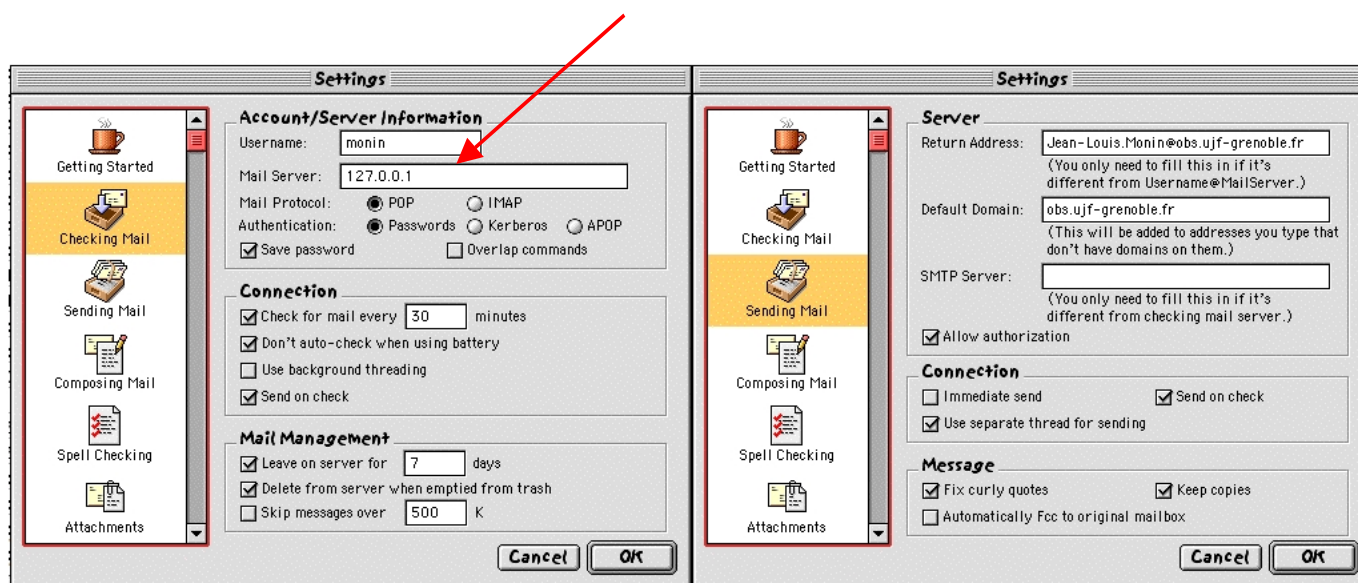 Settings
Getting Started
Checking Mail
Sending Mail
Composing Mail
Spell Checking
Attachments
Account/Server Information
Username: monin
Mail Server: 127.0.0.1
Mail Protocol: POP IMAP
Authentication: Passwords Kerberos APOP
Save password Overlap commands
Connection
Check for mail every 30 minutes
Don't auto-check when using battery
Use background threading
Send on check
Mail Management
Leave on server for 7 days
Delete from server when emptied from trash
Skip messages over 500 K
Cancel OK
Settings
Getting Started
Checking Mail
Sending Mail
Composing Mail
Spell Checking
Attachments
Server
Return Address: Jean-Louis.Monin@obs.ujf-grenoble.fr
(You only need to fill this in if it's
different from Username@MailServer.)
Default Domain: obs.ujf-grenoble.fr
(This will be added to addresses you type that
don't have domains on them.)
SMTP Server:
(You only need to fill this in if it's
different from checking mail server.)
Allow authorization
Connection
Immediate send Send on check
Use separate thread for sending
Message
Fix curly quotes Keep copies
Automatically Fcc to original mailbox
Cancel OK